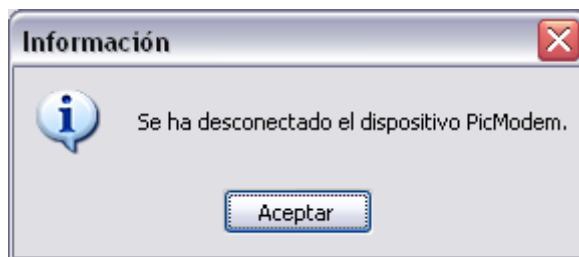 Información
Se ha desconectado el dispositivo PicModem.
Aceptar